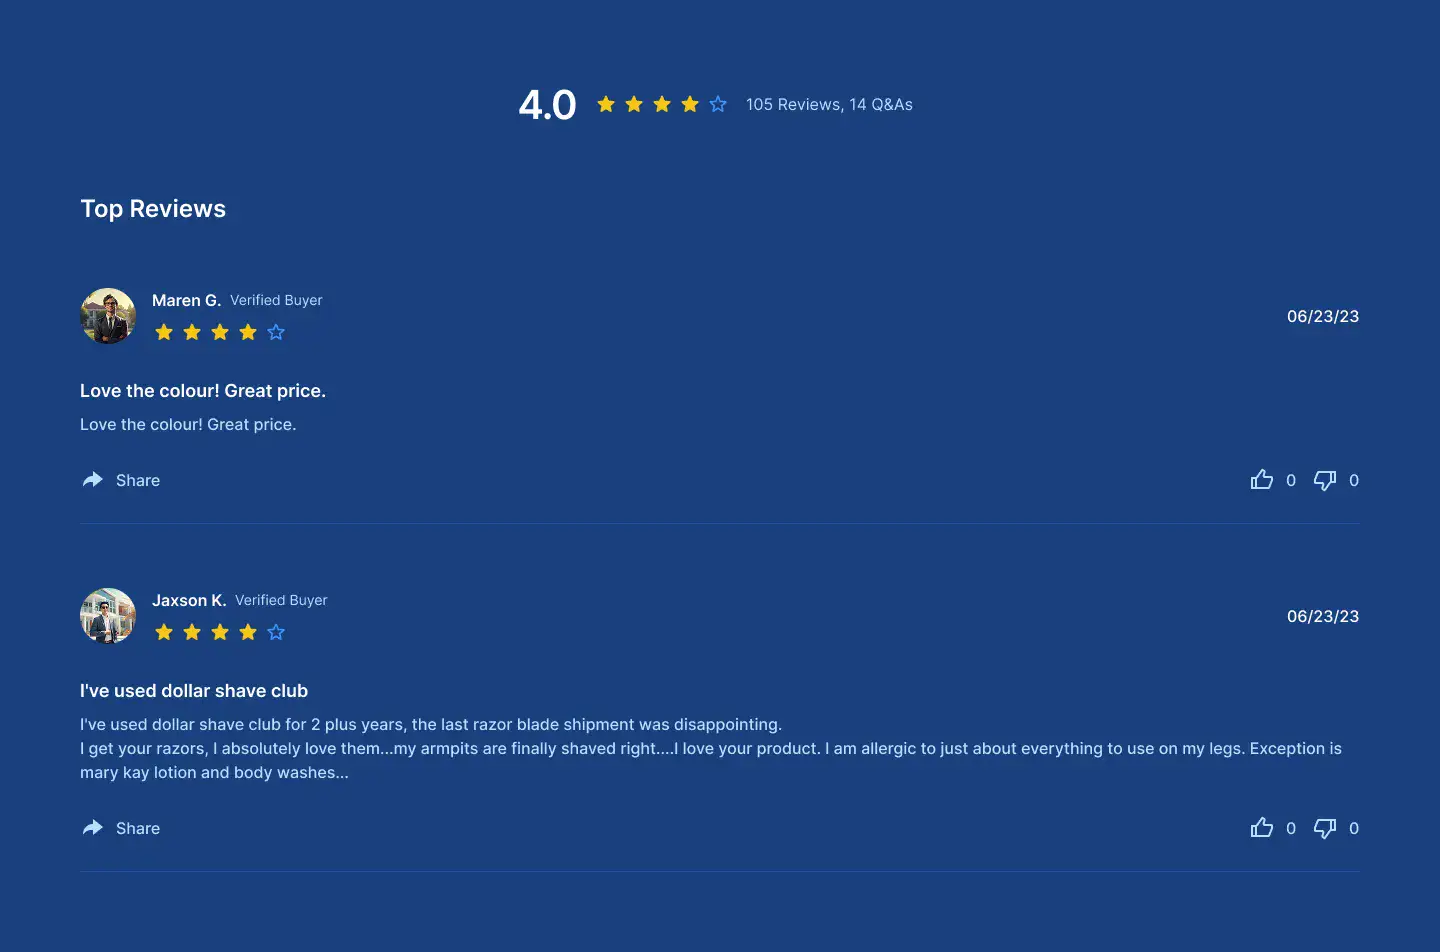 4.0 105 Reviews, 14 Q&As
Top Reviews
Maren G. Verified Buyer
06/23/23
Love the colour! Great price.
Love the colour! Great price.
Share 0 0
Jaxson K. Verified Buyer
06/23/23
I've used dollar shave club
I've used dollar shave club for 2 plus years, the last razor blade shipment was disappointing.
I get your razors, I absolutely love them...my armpits are finally shaved right....I love your product. I am allergic to just about everything to use on my legs. Exception is
mary kay lotion and body washes...
Share 0 0